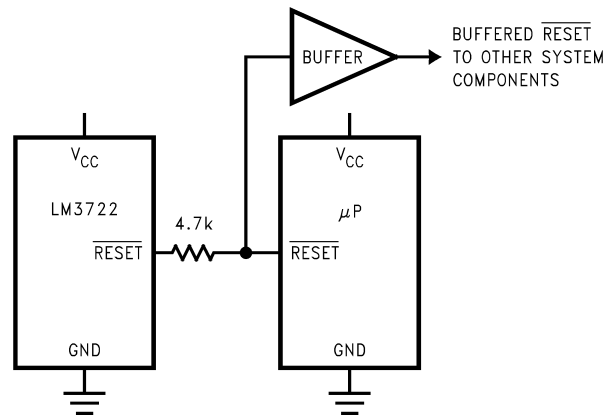 BUFFERED RESET
TO OTHER SYSTEM
COMPONENTS
BUFFER
VCC
LM3722
RESET
GND
4.7k
VCC
μP
RESET
GND